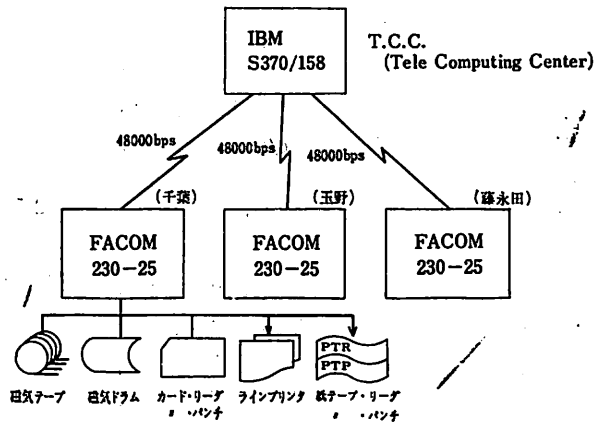 IBM
S370/158
T.C.C.
(Tele Computing Center)
48000bps
48000bps
48000bps
(千葉)
(玉野)
(藤永田)
FACOM
230-25
FACOM
230-25
FACOM
230-25
PTR
PTP
磁気テープ
磁気ドラム
カード・リーダ
〃 ・パンチ
ラインプリンタ
紙テープ・リーダ
〃 ・パンチ